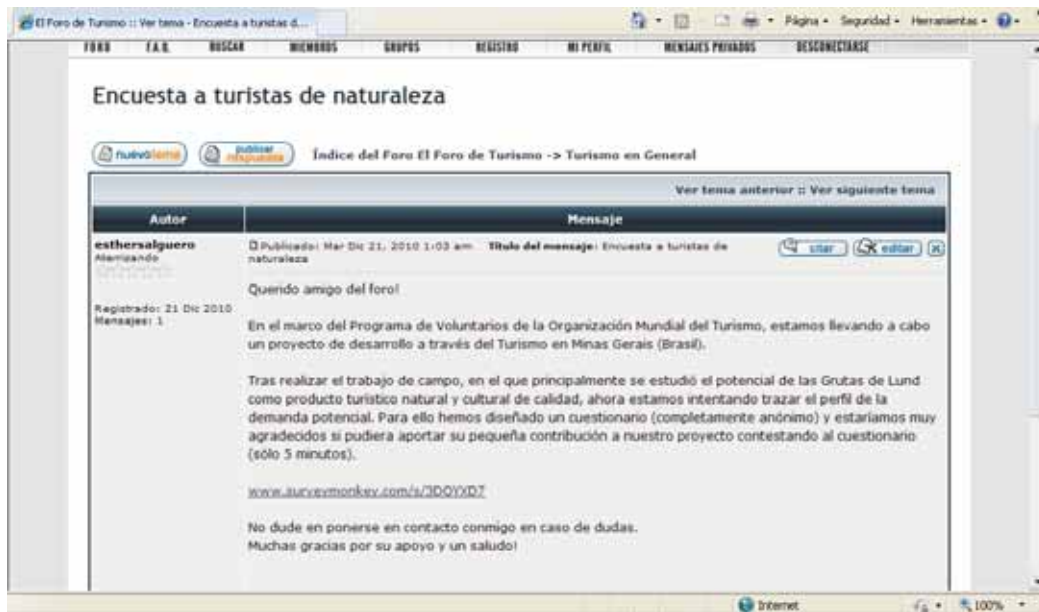 El Foro de Turismo :: Ver tema - Encuesta a turistas d...
Página Seguridad Herramientas
FORO F.A.Q. BUSCAR MIEMBROS GRUPOS REGISTRO MI PERFIL MENSAJES PRIVADOS DESCONECTARSE
Encuesta a turistas de naturaleza
nuevo tema publicar respuesta Índice del Foro El Foro de Turismo -> Turismo en General
Ver tema anterior :: Ver siguiente tema
Autor Mensaje
esthersalguero
Aterrizando
Registrado: 21 Dic 2010
Mensajes: 1
Publicado: Mar Dic 21, 2010 1:03 am Título del mensaje: Encuesta a turistas de
naturaleza
citar editar X
Querido amigo del foro!
En el marco del Programa de Voluntarios de la Organización Mundial del Turismo, estamos llevando a cabo
un proyecto de desarrollo a través del Turismo en Minas Gerais (Brasil).
Tras realizar el trabajo de campo, en el que principalmente se estudió el potencial de las Grutas de Lund
como producto turístico natural y cultural de calidad, ahora estamos intentando trazar el perfil de la
demanda potencial. Para ello hemos diseñado un cuestionario (completamente anónimo) y estaríamos muy
agradecidos si pudiera aportar su pequeña contribución a nuestro proyecto contestando al cuestionario
(sólo 5 minutos).
www.surveymonkey.com/s/3DQYXD7
No dude en ponerse en contacto conmigo en caso de dudas.
Muchas gracias por su apoyo y un saludo!
Internet 100%